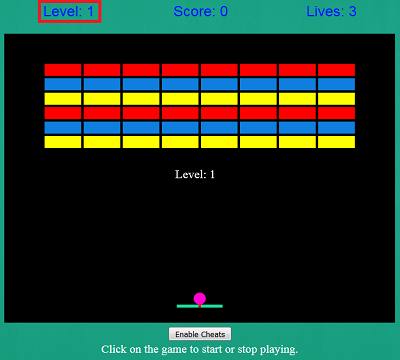 Level: 1 Score: 0 Lives: 3
Level: 1
Enable Cheats
Click on the game to start or stop playing.